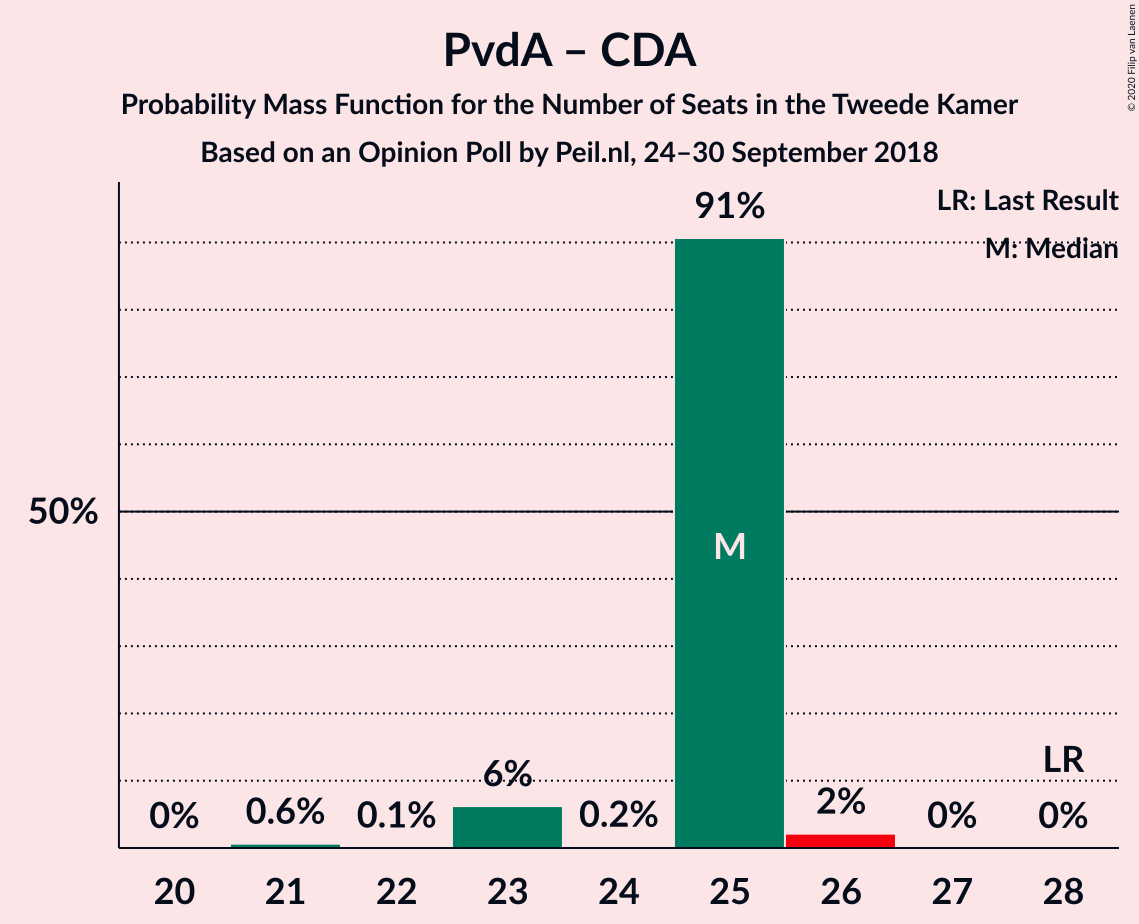 PvdA – CDA
Probability Mass Function for the Number of Seats in the Tweede Kamer
Based on an Opinion Poll by Peil.nl, 24–30 September 2018
© 2020 Filip van Laenen
LR: Last Result
M: Median
91%
50%
M
LR
0%
0.6%
0.1%
6%
0.2%
2%
0%
0%
20 21 22 23 24 25 26 27 28